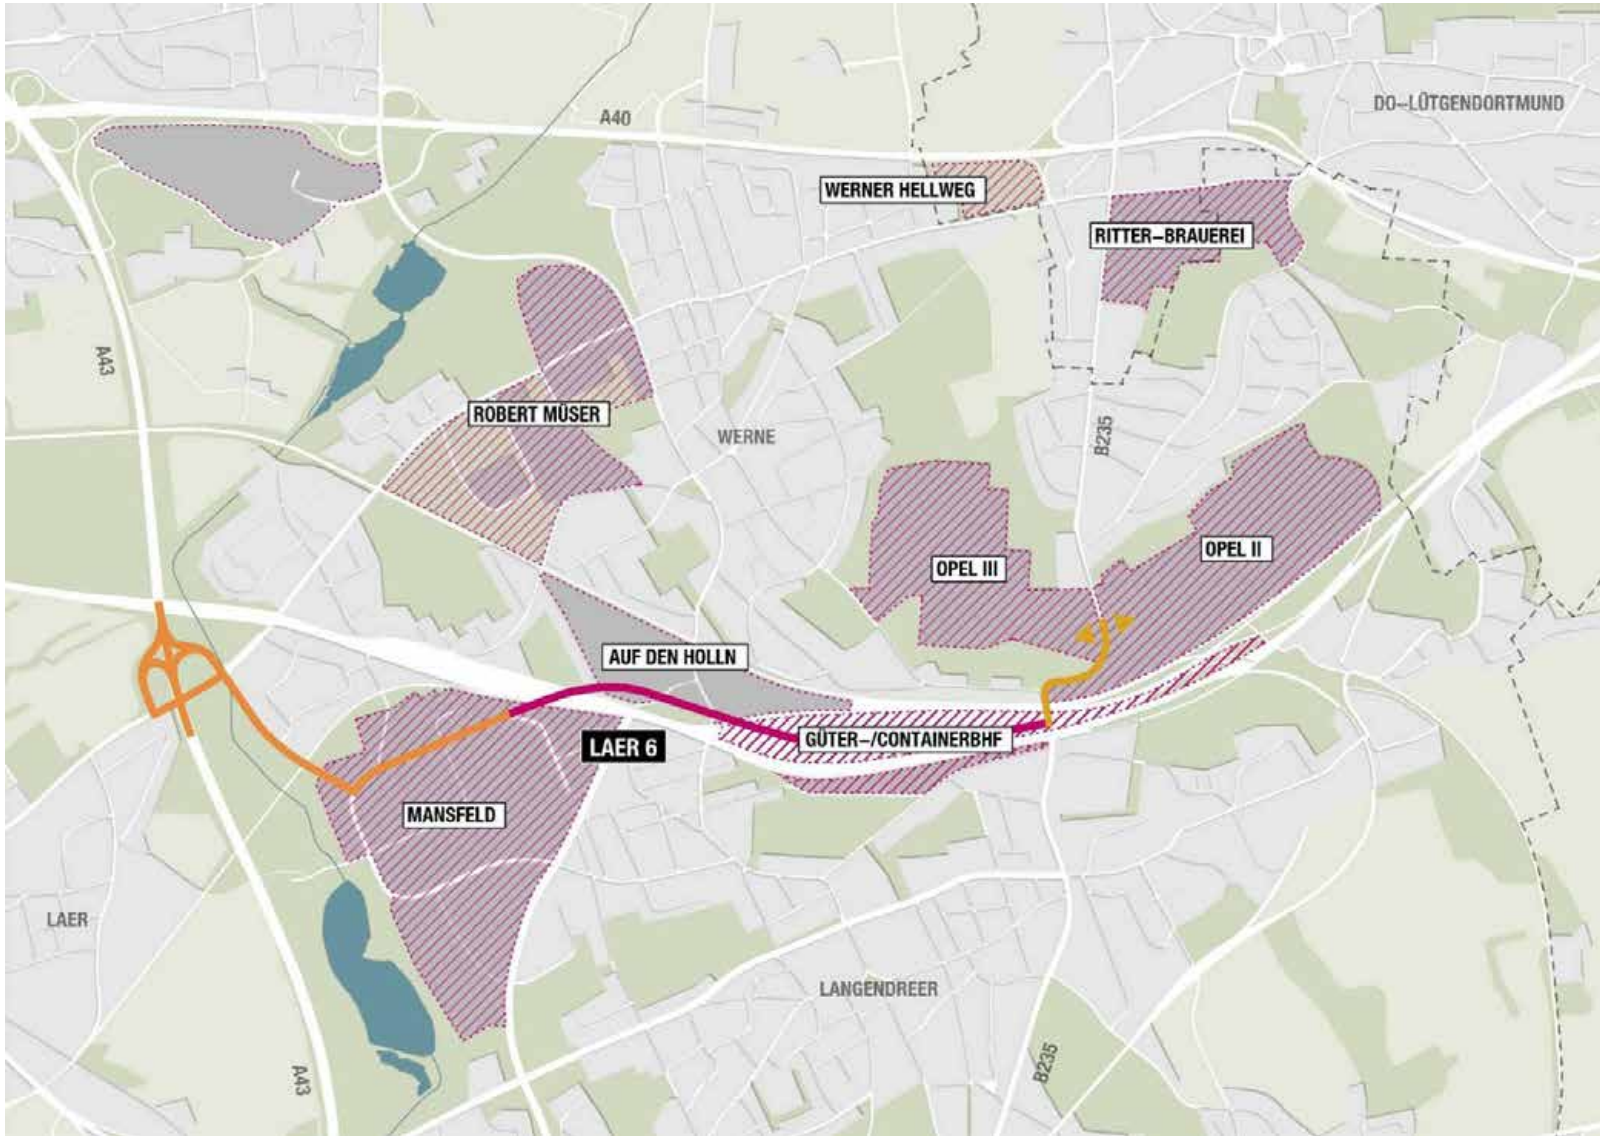 DO–LÜTGENDORTMUND
A40
WERNER HELLWEG
RITTER–BRAUEREI
A43
ROBERT MÜSER
WERNE
B235
OPEL II
OPEL III
AUF DEN HOLLN
GÜTER–/CONTAINERBHF
LAER 6
MANSFELD
LAER
LANGENDREER
B235
A43